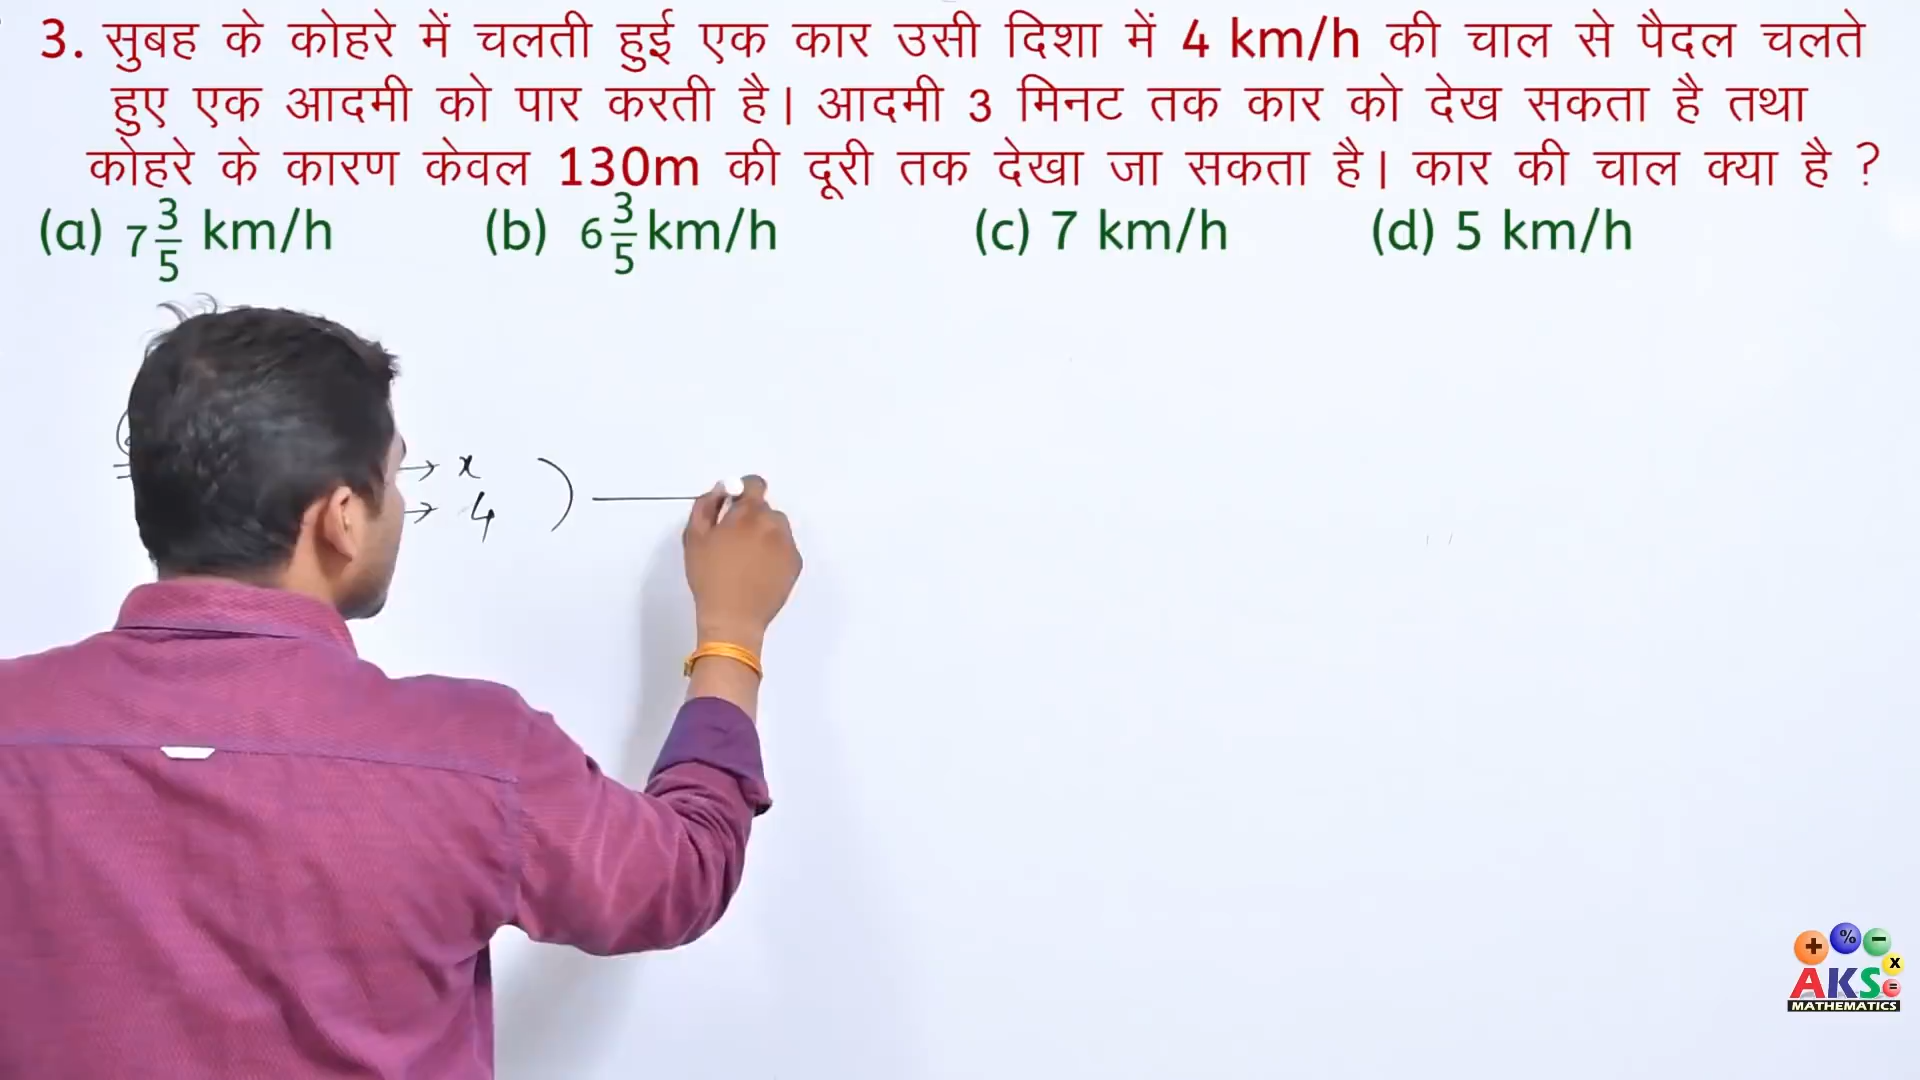 3. सुबह के कोहरे में चलती हुई एक कार उसी दिशा में 4 km/h की चाल से पैदल चलते
हुए एक आदमी को पार करती है। आदमी 3 मिनट तक कार को देख सकता है तथा
कोहरे के कारण केवल 130m की दूरी तक देखा जा सकता है। कार की चाल क्या है ?
(a) 7 3/5 km/h (b) 6 3/5 km/h (c) 7 km/h (d) 5 km/h
→ x
→ 4 )
+ % - x =
AKS
MATHEMATICS